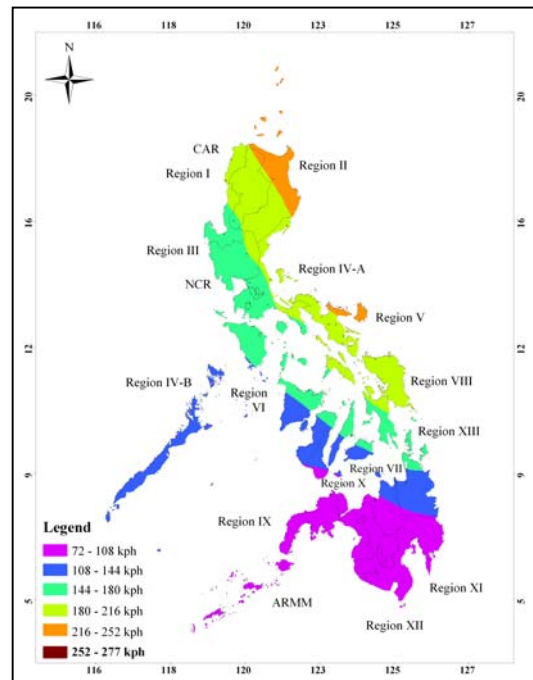 116 118 120 123 125 127
N
20 20
CAR
Region I
Region II
16 16
Region III
Region IV-A
NCR
Region V
12 12
Region IV-B
Region
VI
Region VIII
Region XIII
9 9
Region VII
Region X
Legend
72 - 108 kph
108 - 144 kph
144 - 180 kph
180 - 216 kph
216 - 252 kph
252 - 277 kph
Region IX
Region XI
5 5
ARMM
Region XII
116 118 120 123 125 127